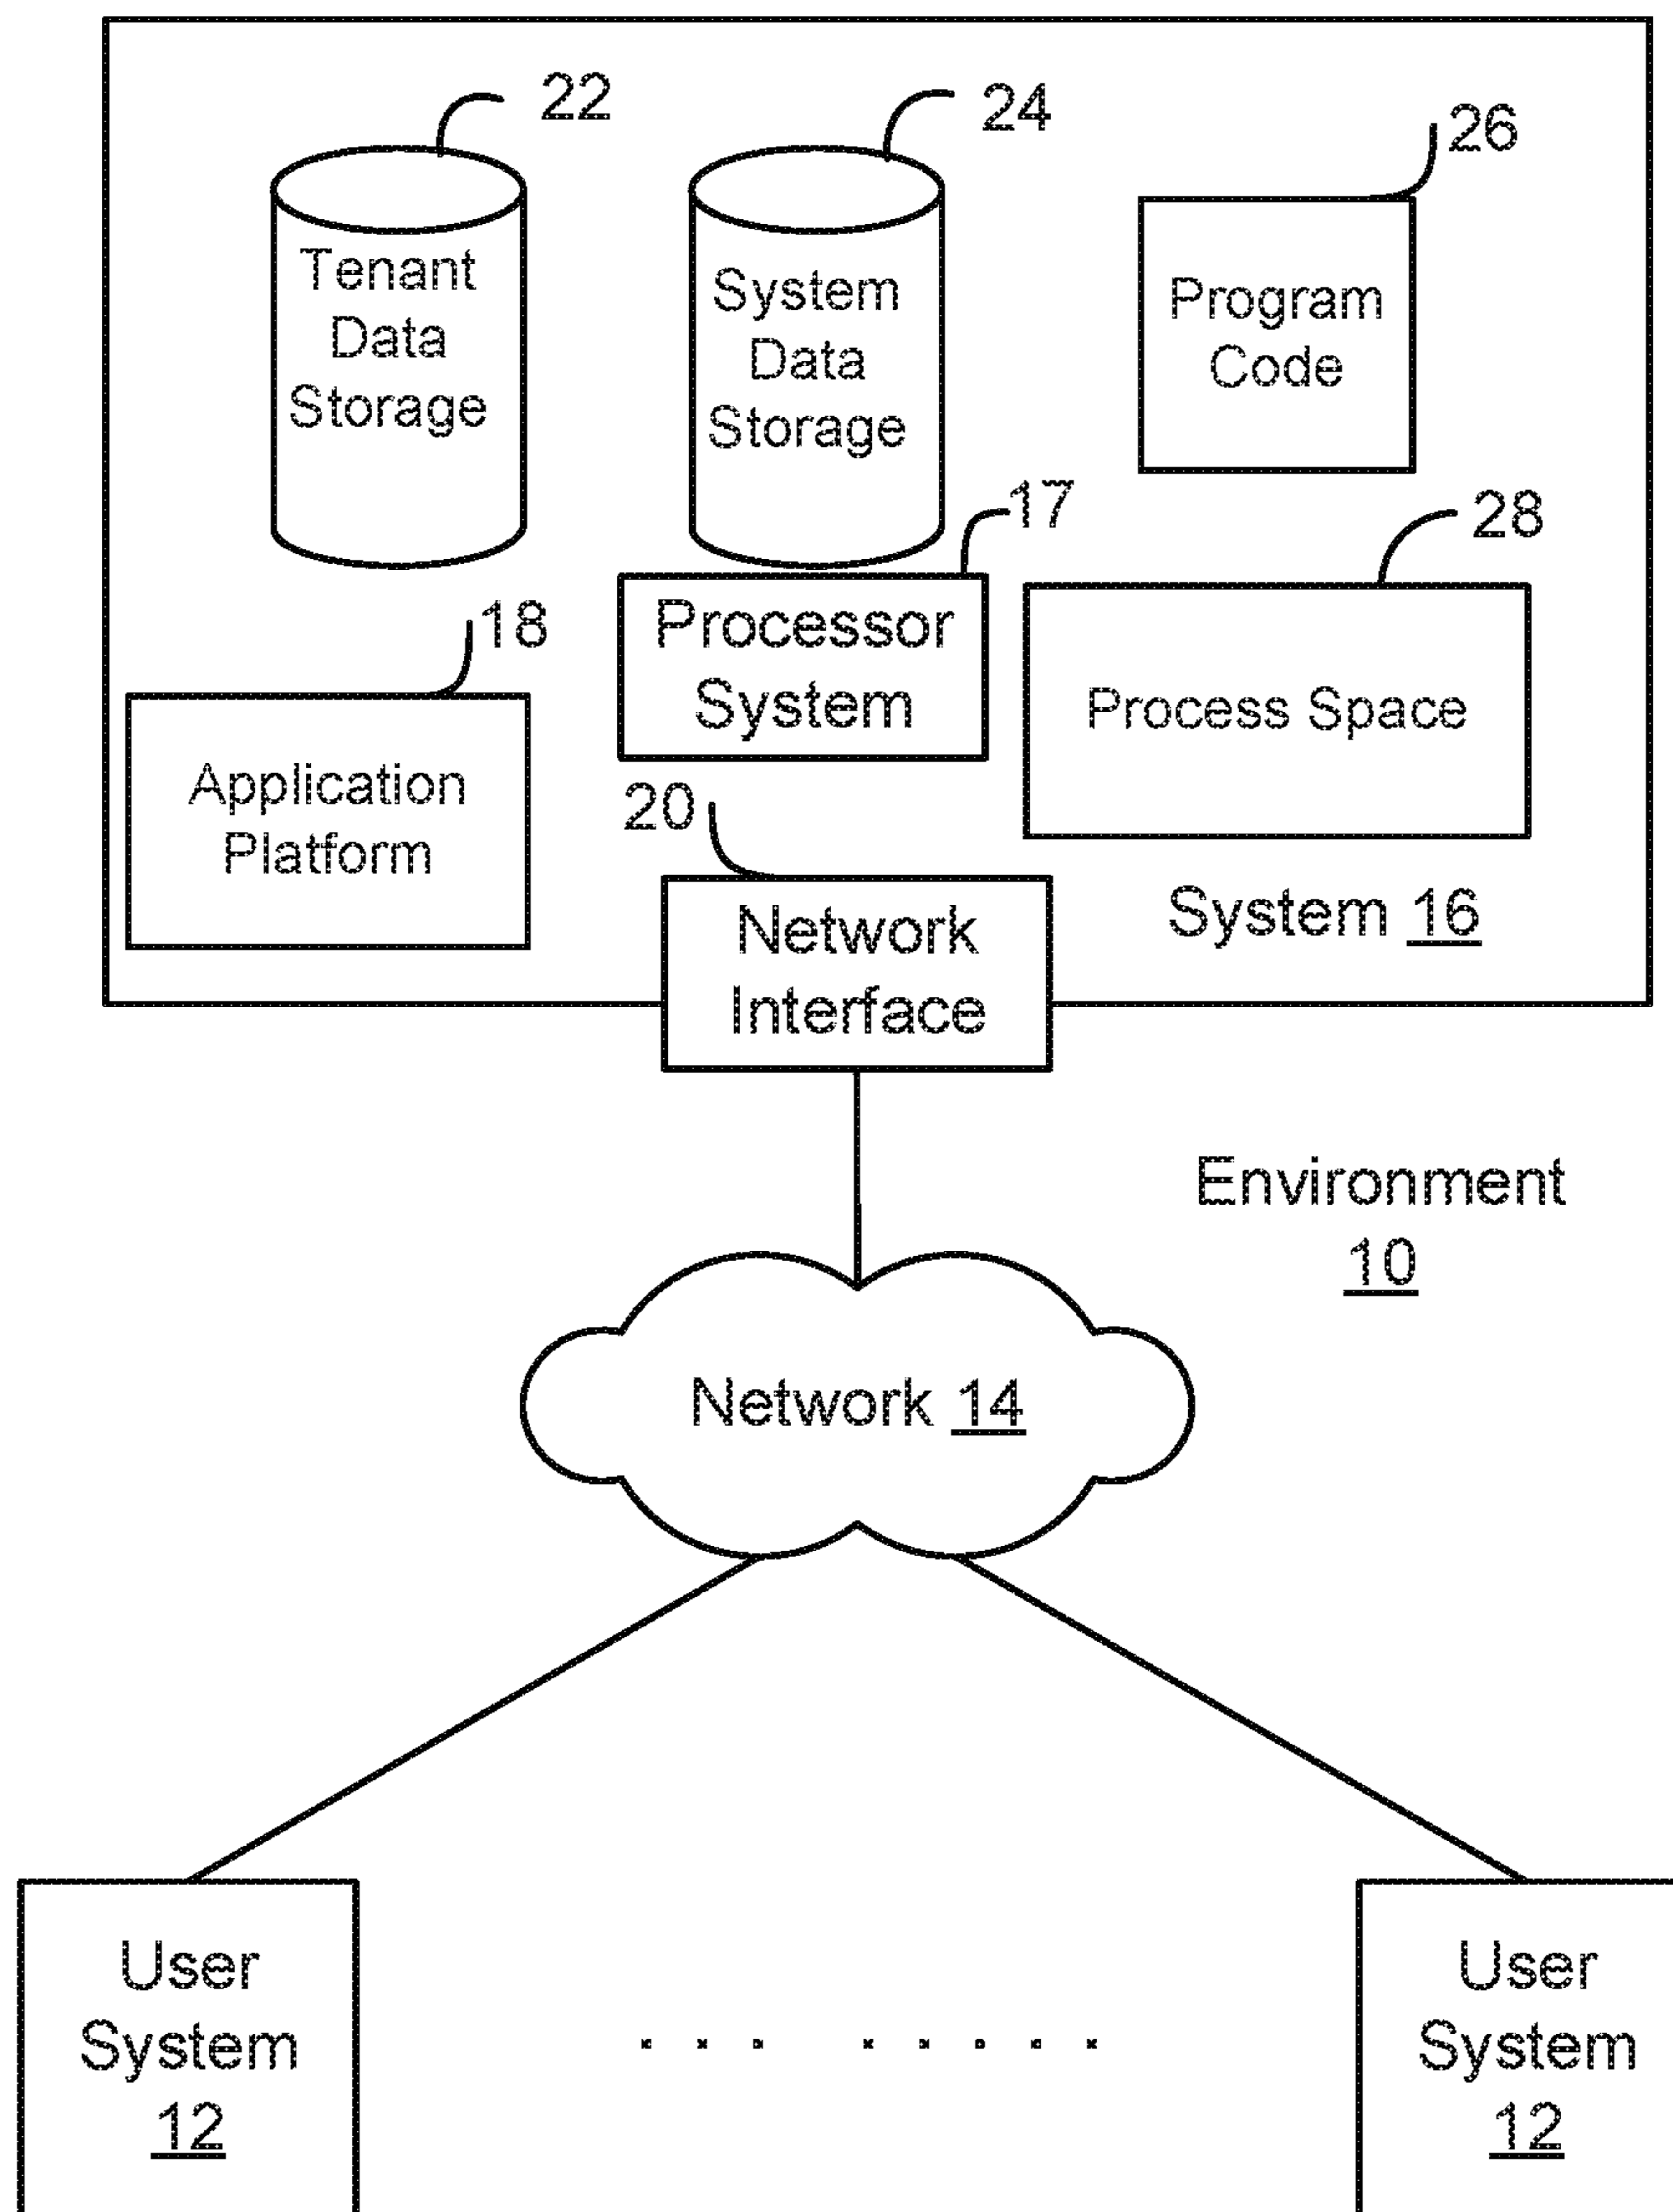 22
24
26
Tenant
Data
Storage
System
Data
Storage
Program
Code
17
28
18
Processor
System
Process Space
Application
Platform
20
Network
Interface
System 16
Environment
10
Network 14
User
System
12
. . . . . . . .
User
System
12